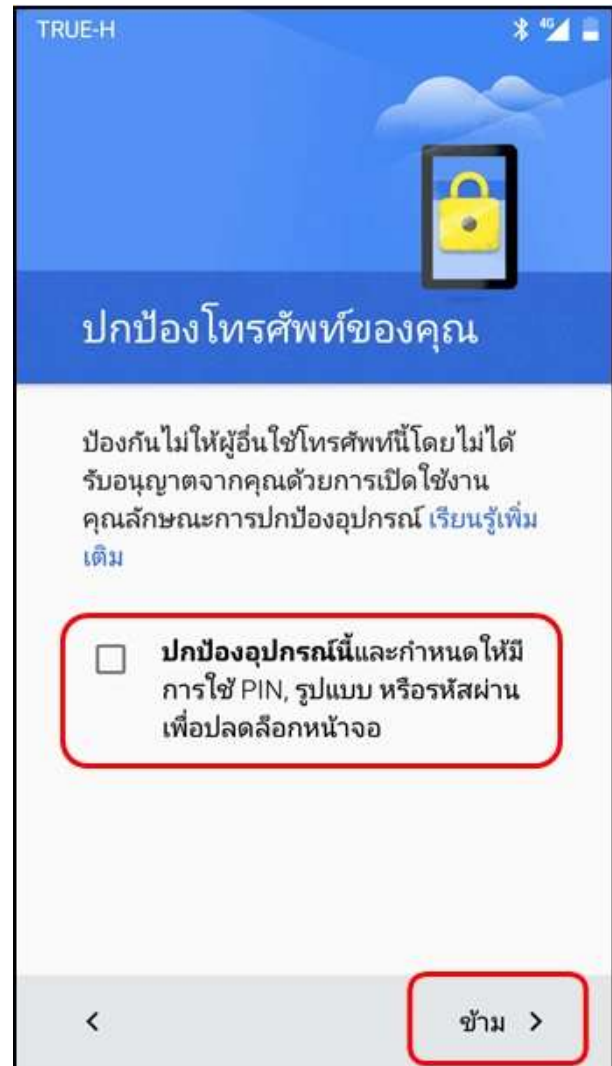 TRUE-H
4G
ปกป้องโทรศัพท์ของคุณ
ป้องกันไม่ให้ผู้อื่นใช้โทรศัพท์นี้โดยไม่ได้
รับอนุญาตจากคุณด้วยการเปิดใช้งาน
คุณลักษณะการปกป้องอุปกรณ์ เรียนรู้เพิ่ม
เติม
ปกป้องอุปกรณ์นี้และกำหนดให้มี
การใช้ PIN, รูปแบบ หรือรหัสผ่าน
เพื่อปลดล็อกหน้าจอ
ข้าม